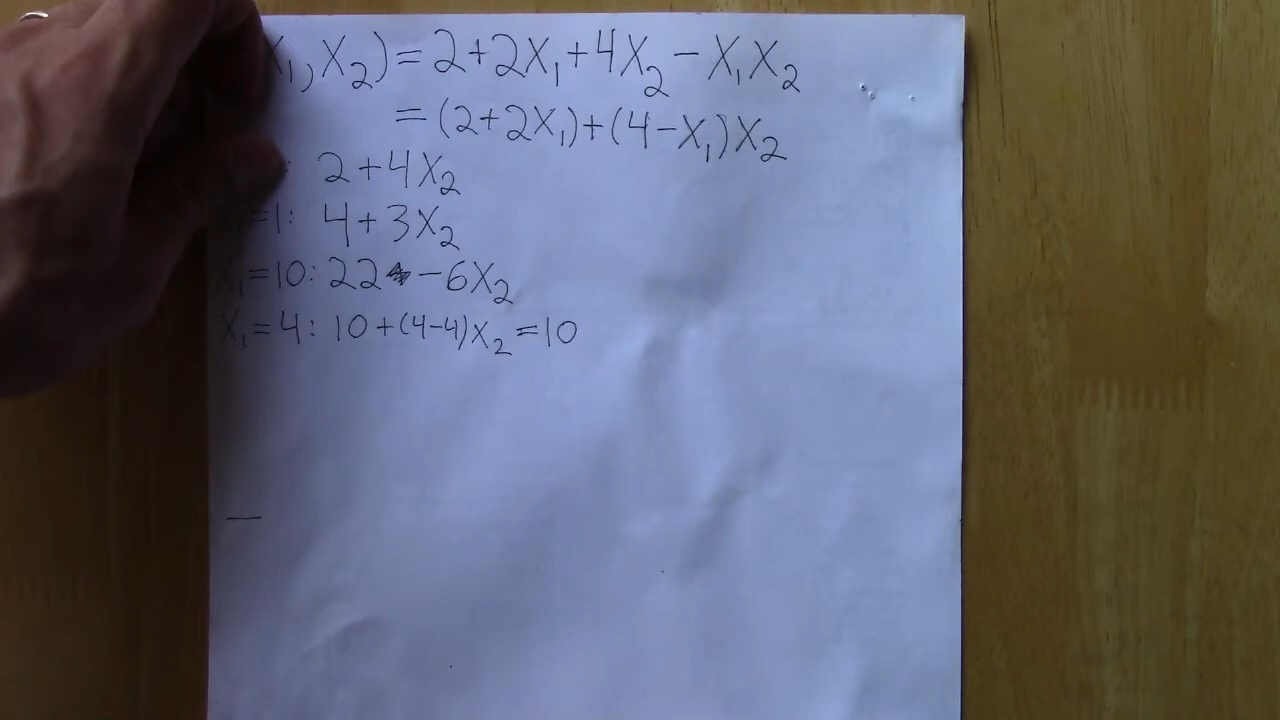 X₁,X₂)=2+2X₁+4X₂-X₁X₂
=(2+2X₁)+(4-X₁)X₂
: 2+4X₂
=1: 4+3X₂
X₁=10: 22 -6X₂
X₁=4: 10+(4-4)X₂=10